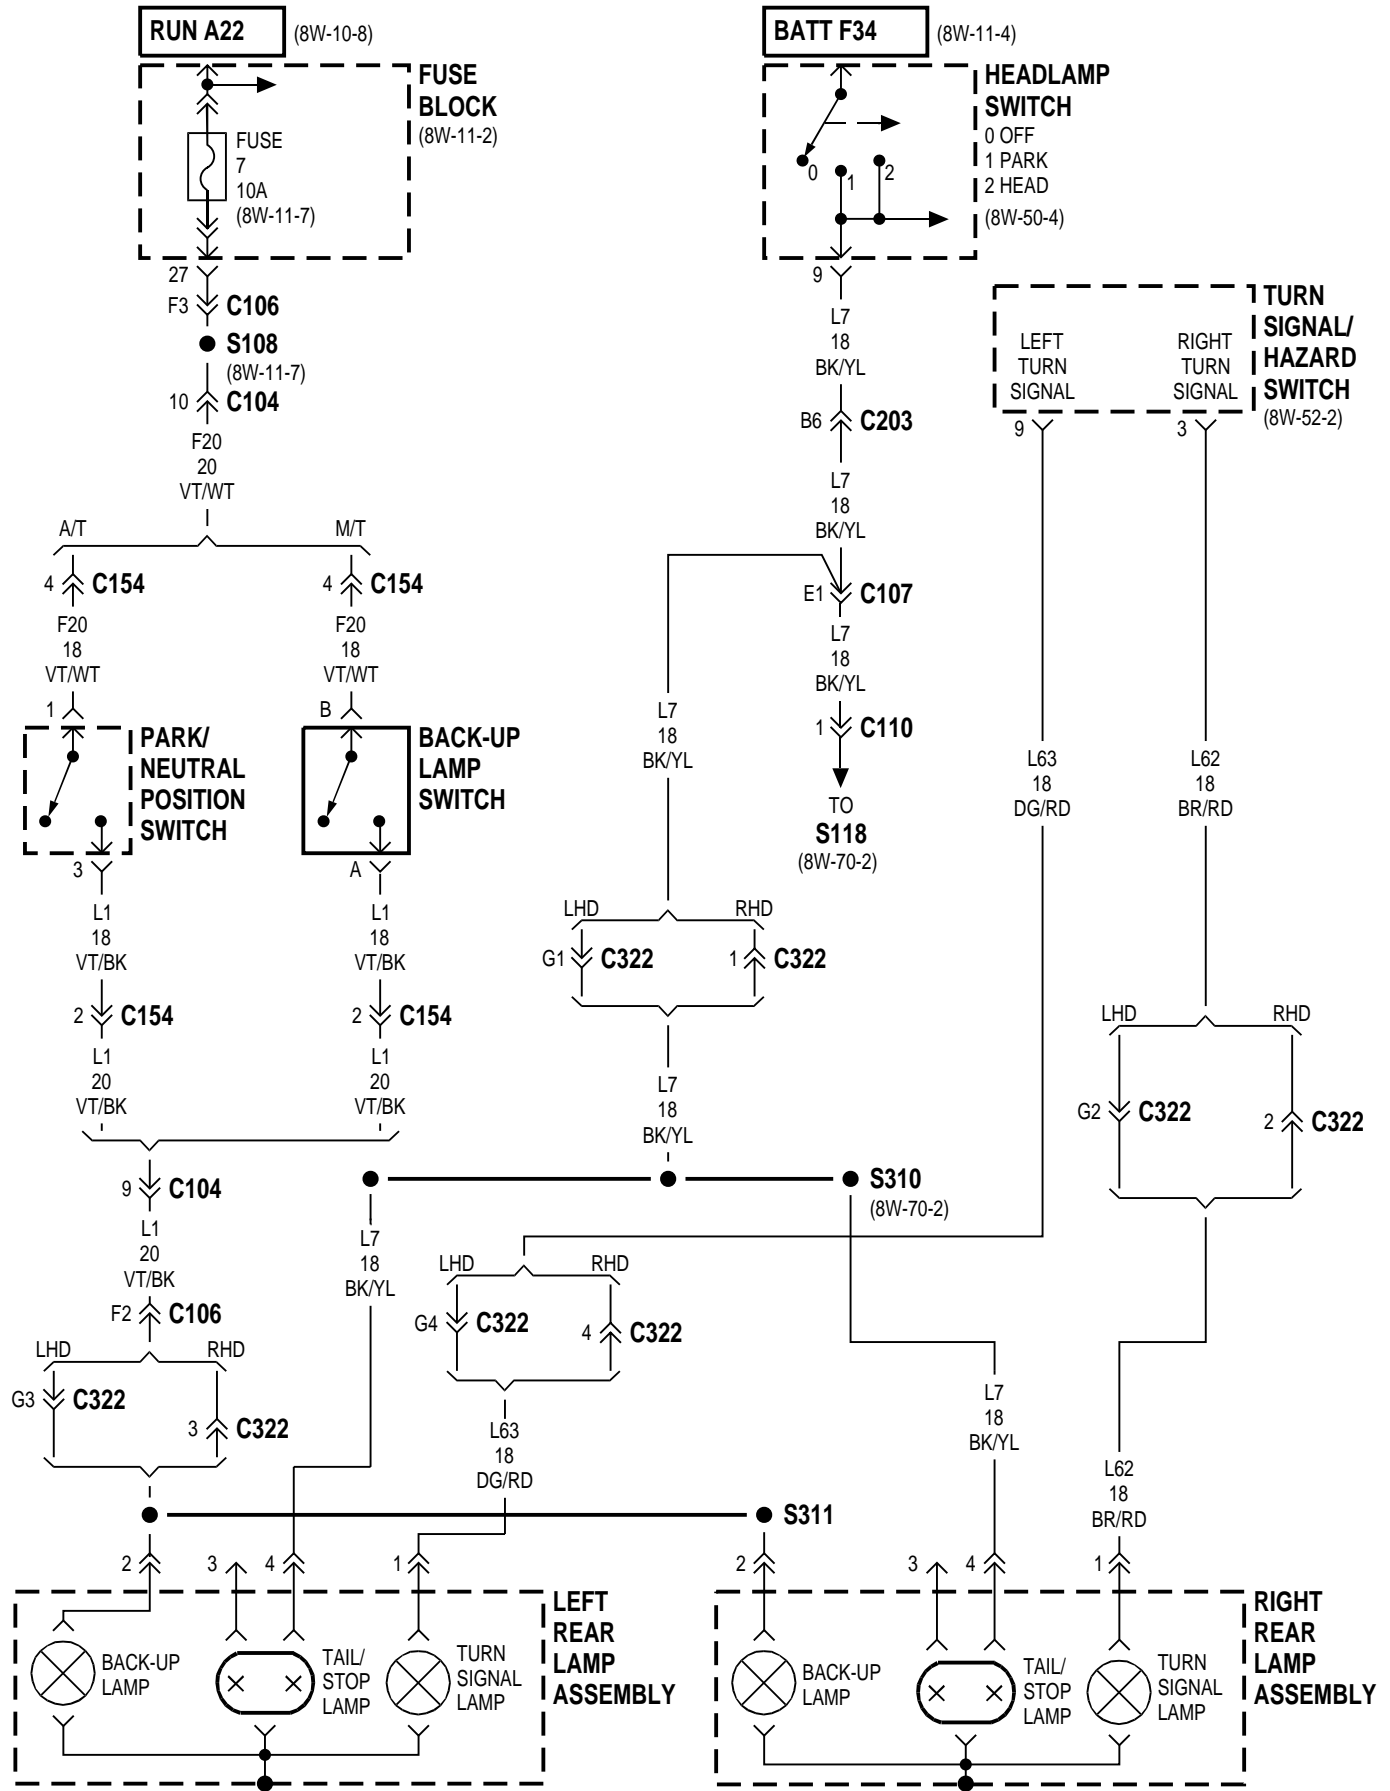 RUN A22
(8W-10-8)
FUSE
BLOCK
(8W-11-2)
FUSE
7
10A
(8W-11-7)
27
F3
C106
S108
(8W-11-7)
10
C104
F20
20
VT/WT
A/T
M/T
4
C154
4
C154
F20
18
VT/WT
F20
18
VT/WT
1
PARK/
NEUTRAL
POSITION
SWITCH
3
B
BACK-UP
LAMP
SWITCH
A
L1
18
VT/BK
L1
18
VT/BK
2
C154
2
C154
L1
20
VT/BK
L1
20
VT/BK
9
C104
L1
20
VT/BK
F2
C106
LHD
RHD
G3
C322
3
C322
BATT F34
(8W-11-4)
HEADLAMP
SWITCH
0 OFF
1 PARK
2 HEAD
(8W-50-4)
0
1
2
9
L7
18
BK/YL
B6
C203
L7
18
BK/YL
E1
C107
L7
18
BK/YL
1
C110
TO
S118
(8W-70-2)
L7
18
BK/YL
LHD
RHD
G1
C322
1
C322
L7
18
BK/YL
S310
(8W-70-2)
L7
18
BK/YL
TURN
SIGNAL/
HAZARD
SWITCH
(8W-52-2)
LEFT
TURN
SIGNAL
RIGHT
TURN
SIGNAL
9
3
L63
18
DG/RD
L62
18
BR/RD
LHD
RHD
G2
C322
2
C322
LHD
RHD
G4
C322
4
C322
L63
18
DG/RD
L7
18
BK/YL
L62
18
BR/RD
S311
2
3
4
1
2
3
4
1
LEFT
REAR
LAMP
ASSEMBLY
BACK-UP
LAMP
TAIL/
STOP
LAMP
TURN
SIGNAL
LAMP
RIGHT
REAR
LAMP
ASSEMBLY
BACK-UP
LAMP
TAIL/
STOP
LAMP
TURN
SIGNAL
LAMP